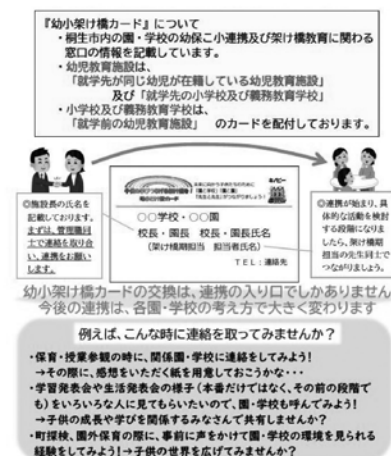 『幼小架け橋カード』について
・桐生市内の園・学校の幼保こ小連携及び架け橋教育に関わる
窓口の情報を記載しています。
・幼児教育施設は、
「就学先が同じ幼児が在籍している幼児教育施設」
及び「就学先の小学校及び義務教育学校」
・小学校及び義務教育学校は、
「就学前の幼児教育施設」 のカードを配付しております。
◎施設長の氏名を
記載しております。
まずは、管理職同
士で連絡を取り合
い、連携をお願い
します。
〇〇学校・〇〇園
校長・園長 校長・園長氏名
(架け橋期担当 担当者氏名)
TEL:連絡先
◎連携が始まり、具
体的な活動を検討
する段階になりま
したら、架け橋期
担当の先生同士で
つながりましょう。
幼小架け橋カードの交換は、連携の入り口でしかありません
今後の連携は、各園・学校の考え方で大きく変わります
例えば、こんな時に連絡を取ってみませんか?
・保育・授業参観の時に、関係園・学校に連絡をしてみよう!
→その際に、感想をいただく紙を用意しておこうかな・・・
・学習発表会や生活発表会の様子(本番だけではなく、その前の段階で
も)をいろいろな人に見てもらいたいので、園・学校も呼んでみよう!
→子供の成長や学びを関係するみなさんで共有しませんか?
・町探検、園外保育の際に、事前に声をかけて園・学校の環境を見られる
経験をしてみよう!→子供の世界を広げてみませんか?